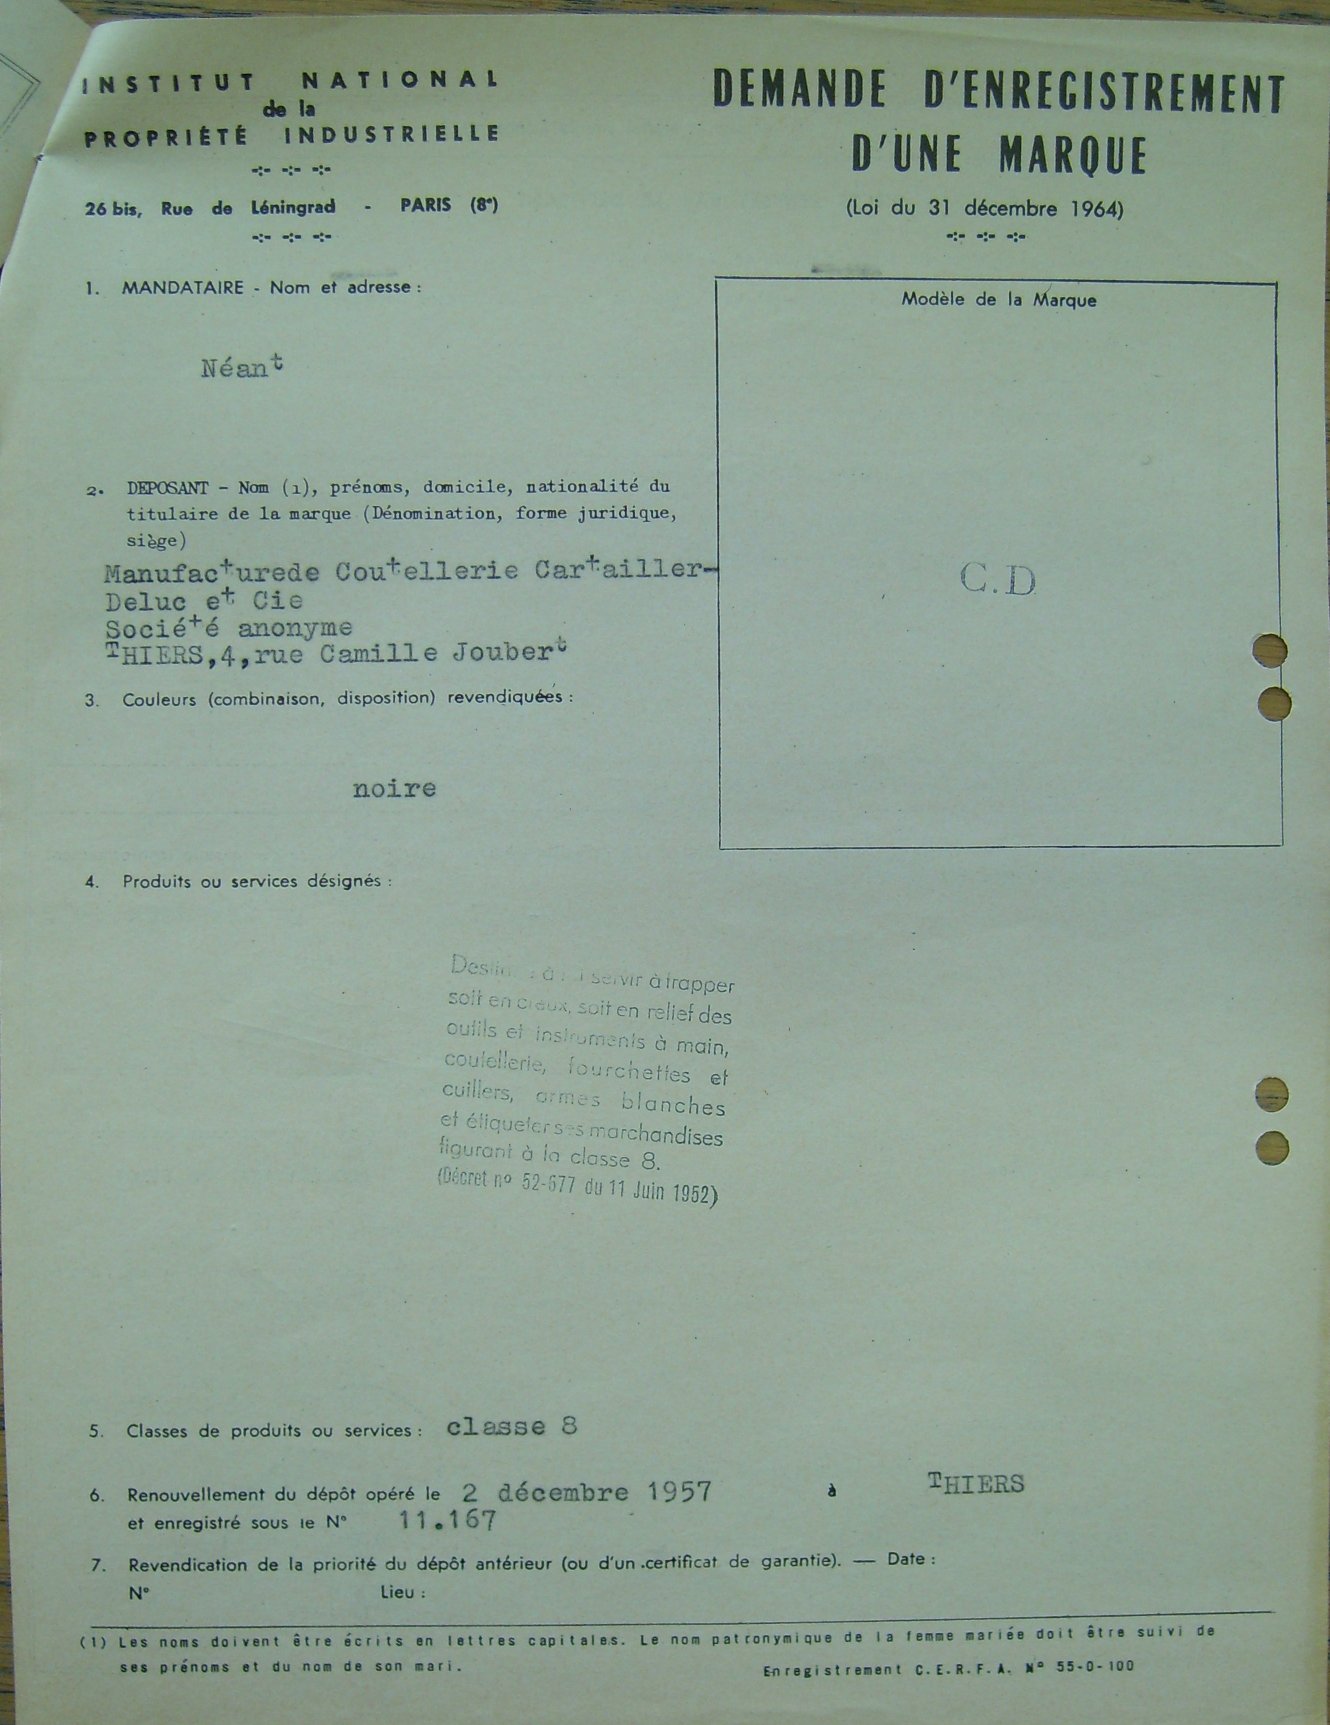 INSTITUT NATIONAL
de la
PROPRIÉTÉ INDUSTRIELLE
26 bis, Rue de Léningrad - PARIS (8e)
DEMANDE D'ENREGISTREMENT
D'UNE MARQUE
(Loi du 31 décembre 1964)
1. MANDATAIRE - Nom et adresse :
Néant
Modèle de la Marque
C.D
2. DEPOSANT - Nom (1), prénoms, domicile, nationalité du
titulaire de la marque (Dénomination, forme juridique,
siège)
Manufacturede Coutellerie Cartailler-
Deluc et Cie
Société anonyme
THIERS,4,rue Camille Joubert
3. Couleurs (combinaison, disposition) revendiquées :
noire
4. Produits ou services désignés :
servir à frapper
soit en creux, soit en relief des
outils et instruments à main,
coutellerie, fourchettes et
cuillers, armes blanches
et étiqueter ses marchandises
figurant à la classe 8.
(Décret nº 52-677 du 11 Juin 1952)
5. Classes de produits ou services : classe 8
6. Renouvellement du dépôt opéré le 2 décembre 1957 à THIERS
et enregistré sous le N° 11.167
7. Revendication de la priorité du dépôt antérieur (ou d'un certificat de garantie). — Date :
N° Lieu :
(1) Les noms doivent être écrits en lettres capitales. Le nom patronymique de la femme mariée doit être suivi de
ses prénoms et du nom de son mari.
Enregistrement C.E.R.F.A. N° 55-0-100